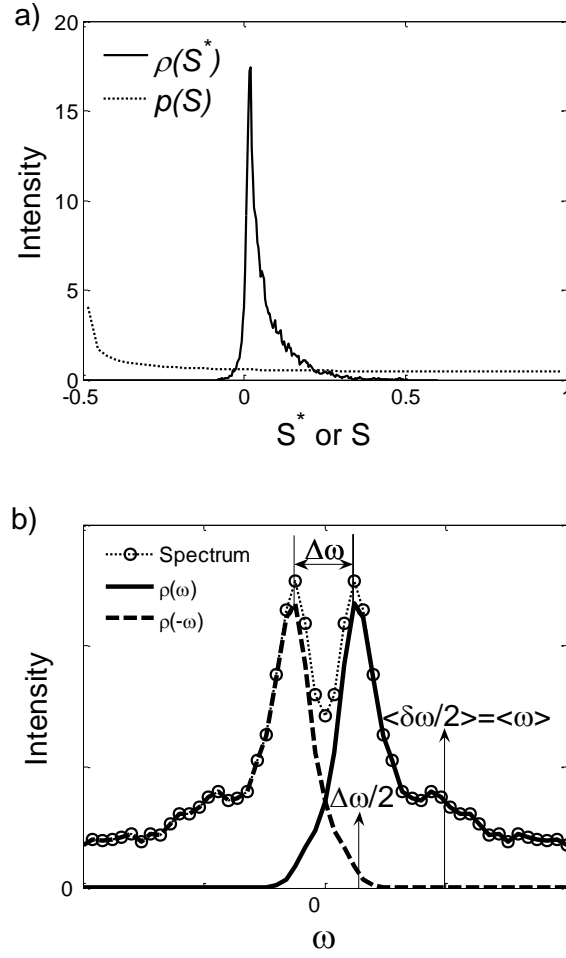 a)
20
15
10
5
0
ρ(S*)
p(S)
Intensity
-0.5
0
0.5
1
S* or S
b)
Spectrum
ρ(ω)
ρ(-ω)
Δω
<δω/2>=<ω>
Δω/2
Intensity
0
0
ω